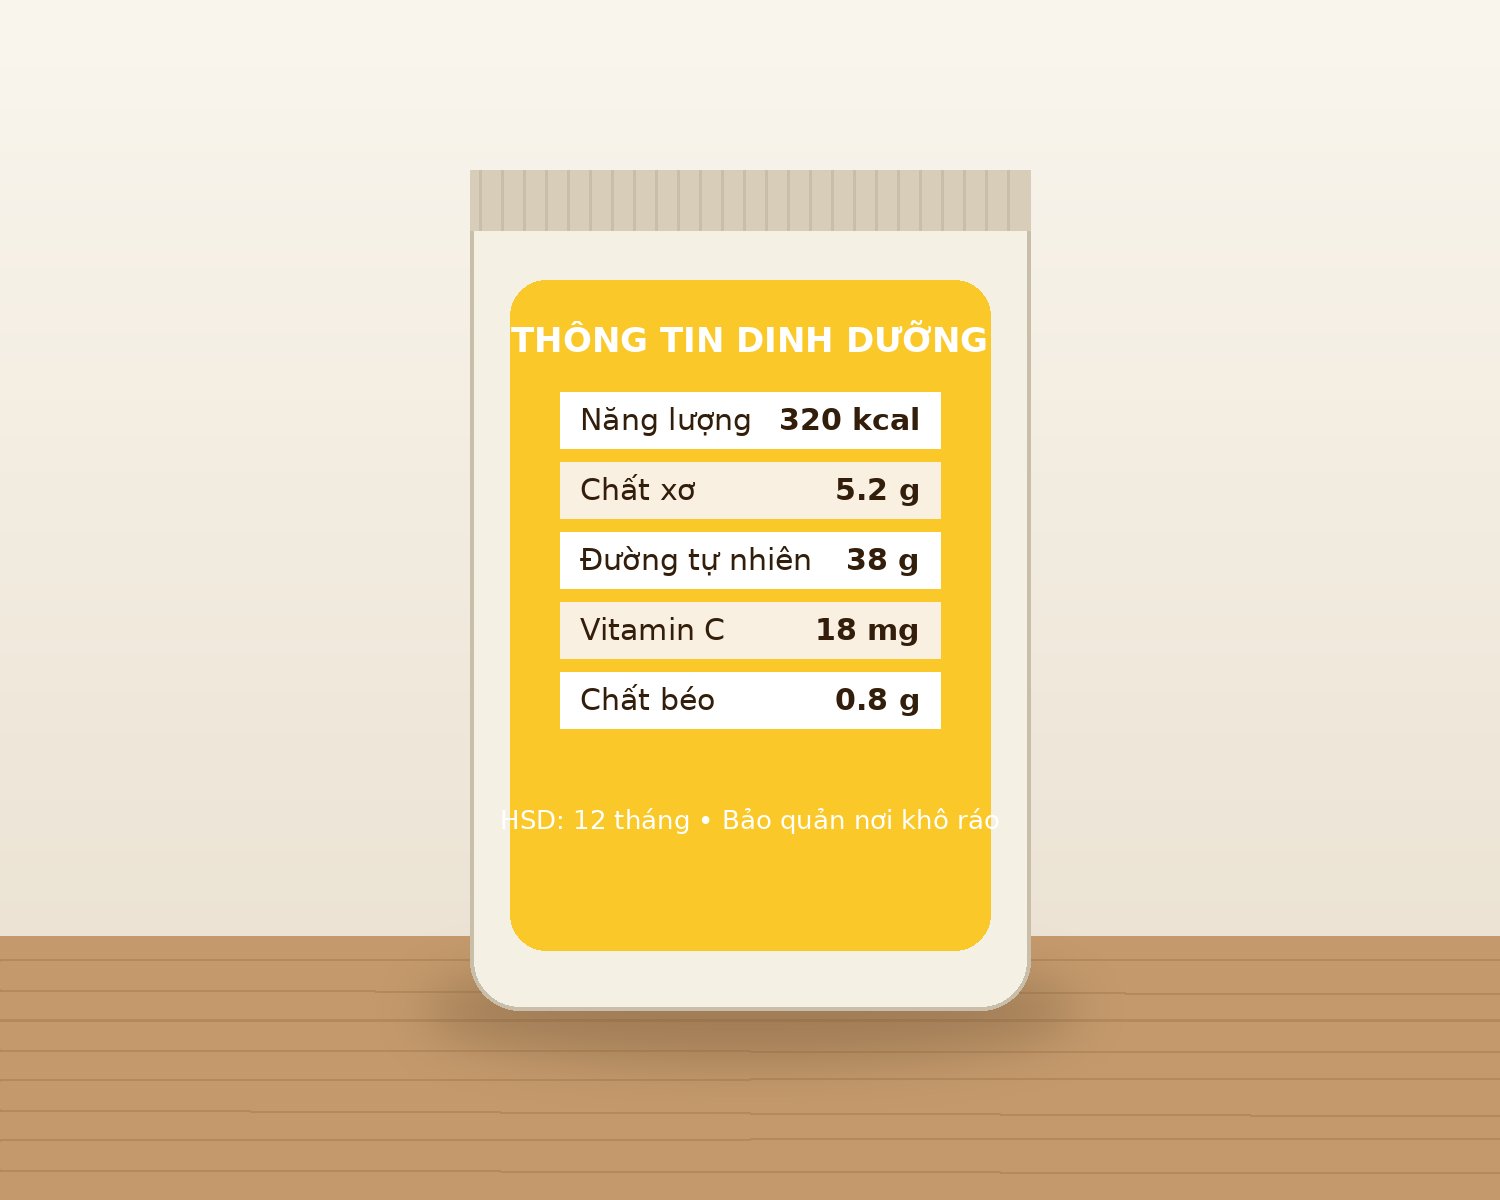 THÔNG TIN DINH DƯỠNG
Năng lượng 320 kcal
Chất xơ 5.2 g
Đường tự nhiên 38 g
Vitamin C 18 mg
Chất béo 0.8 g
HSD: 12 tháng • Bảo quản nơi khô ráo